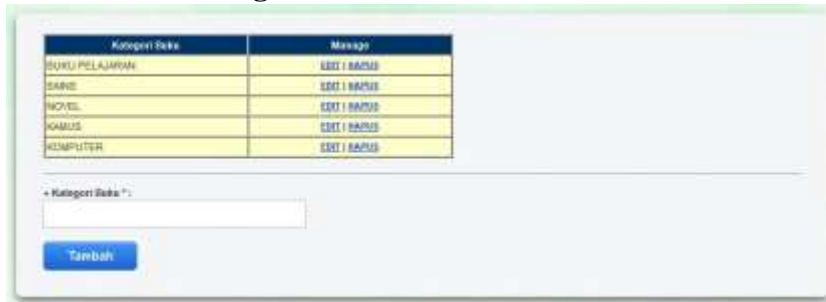 Kategori Buku Manage
BUKU PELAJARAN EDIT | HAPUS
SAINS EDIT | HAPUS
NOVEL EDIT | HAPUS
KAMUS EDIT | HAPUS
KOMPUTER EDIT | HAPUS
+ Kategori Buku * :
Tambah